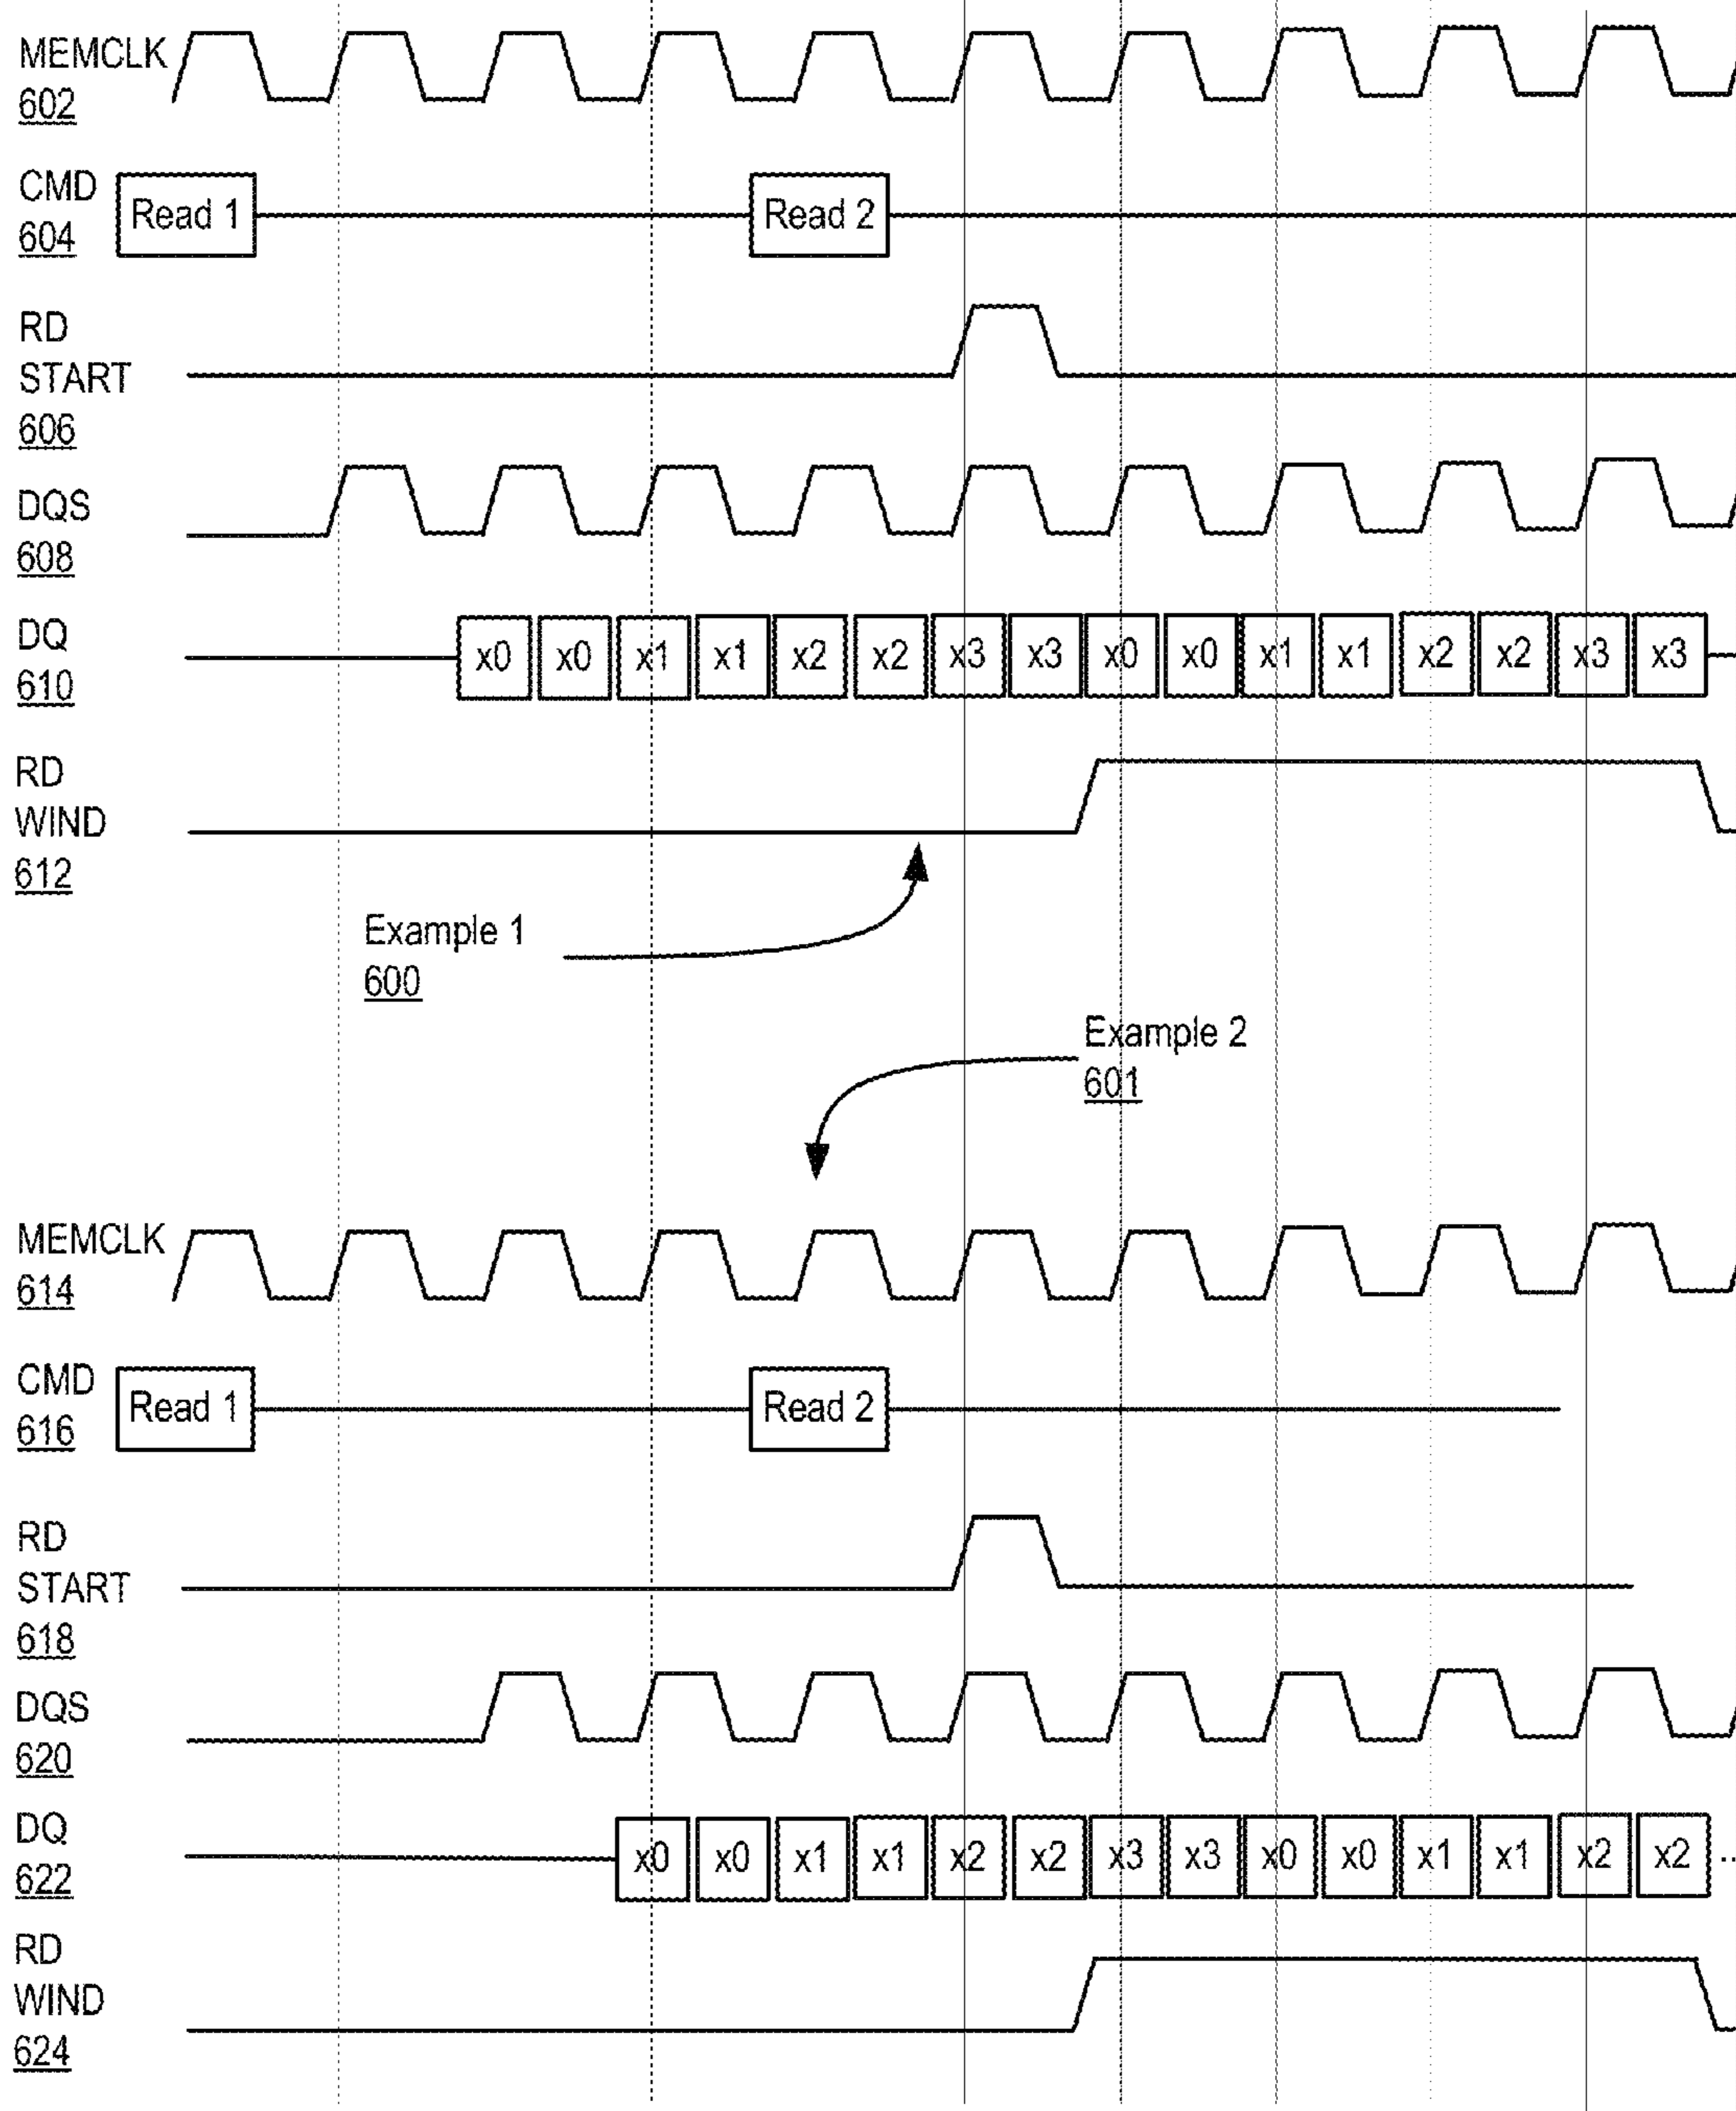 MEMCLK
602
CMD
604
Read 1
Read 2
RD
START
606
DQS
608
DQ
610
x0 x0 x1 x1 x2 x2 x3 x3 x0 x0 x1 x1 x2 x2 x3 x3
RD
WIND
612
Example 1
600
Example 2
601
MEMCLK
614
CMD
616
Read 1
Read 2
RD
START
618
DQS
620
DQ
622
x0 x0 x1 x1 x2 x2 x3 x3 x0 x0 x1 x1 x2 x2 ..
RD
WIND
624